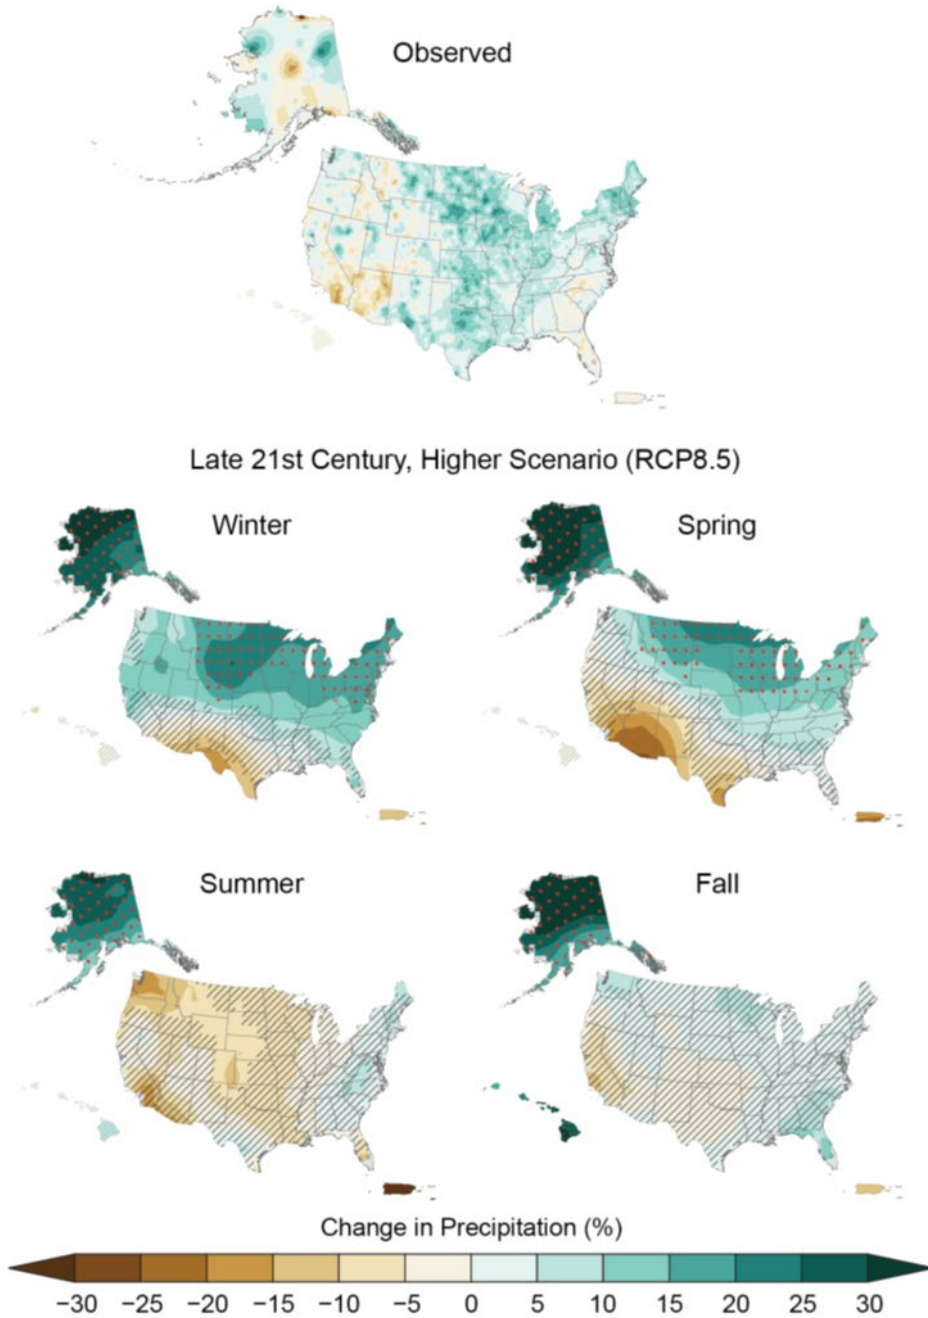 Observed
Late 21st Century, Higher Scenario (RCP8.5)
Winter
Spring
Summer
Fall
Change in Precipitation (%)
−30 −25 −20 −15 −10 −5 0 5 10 15 20 25 30